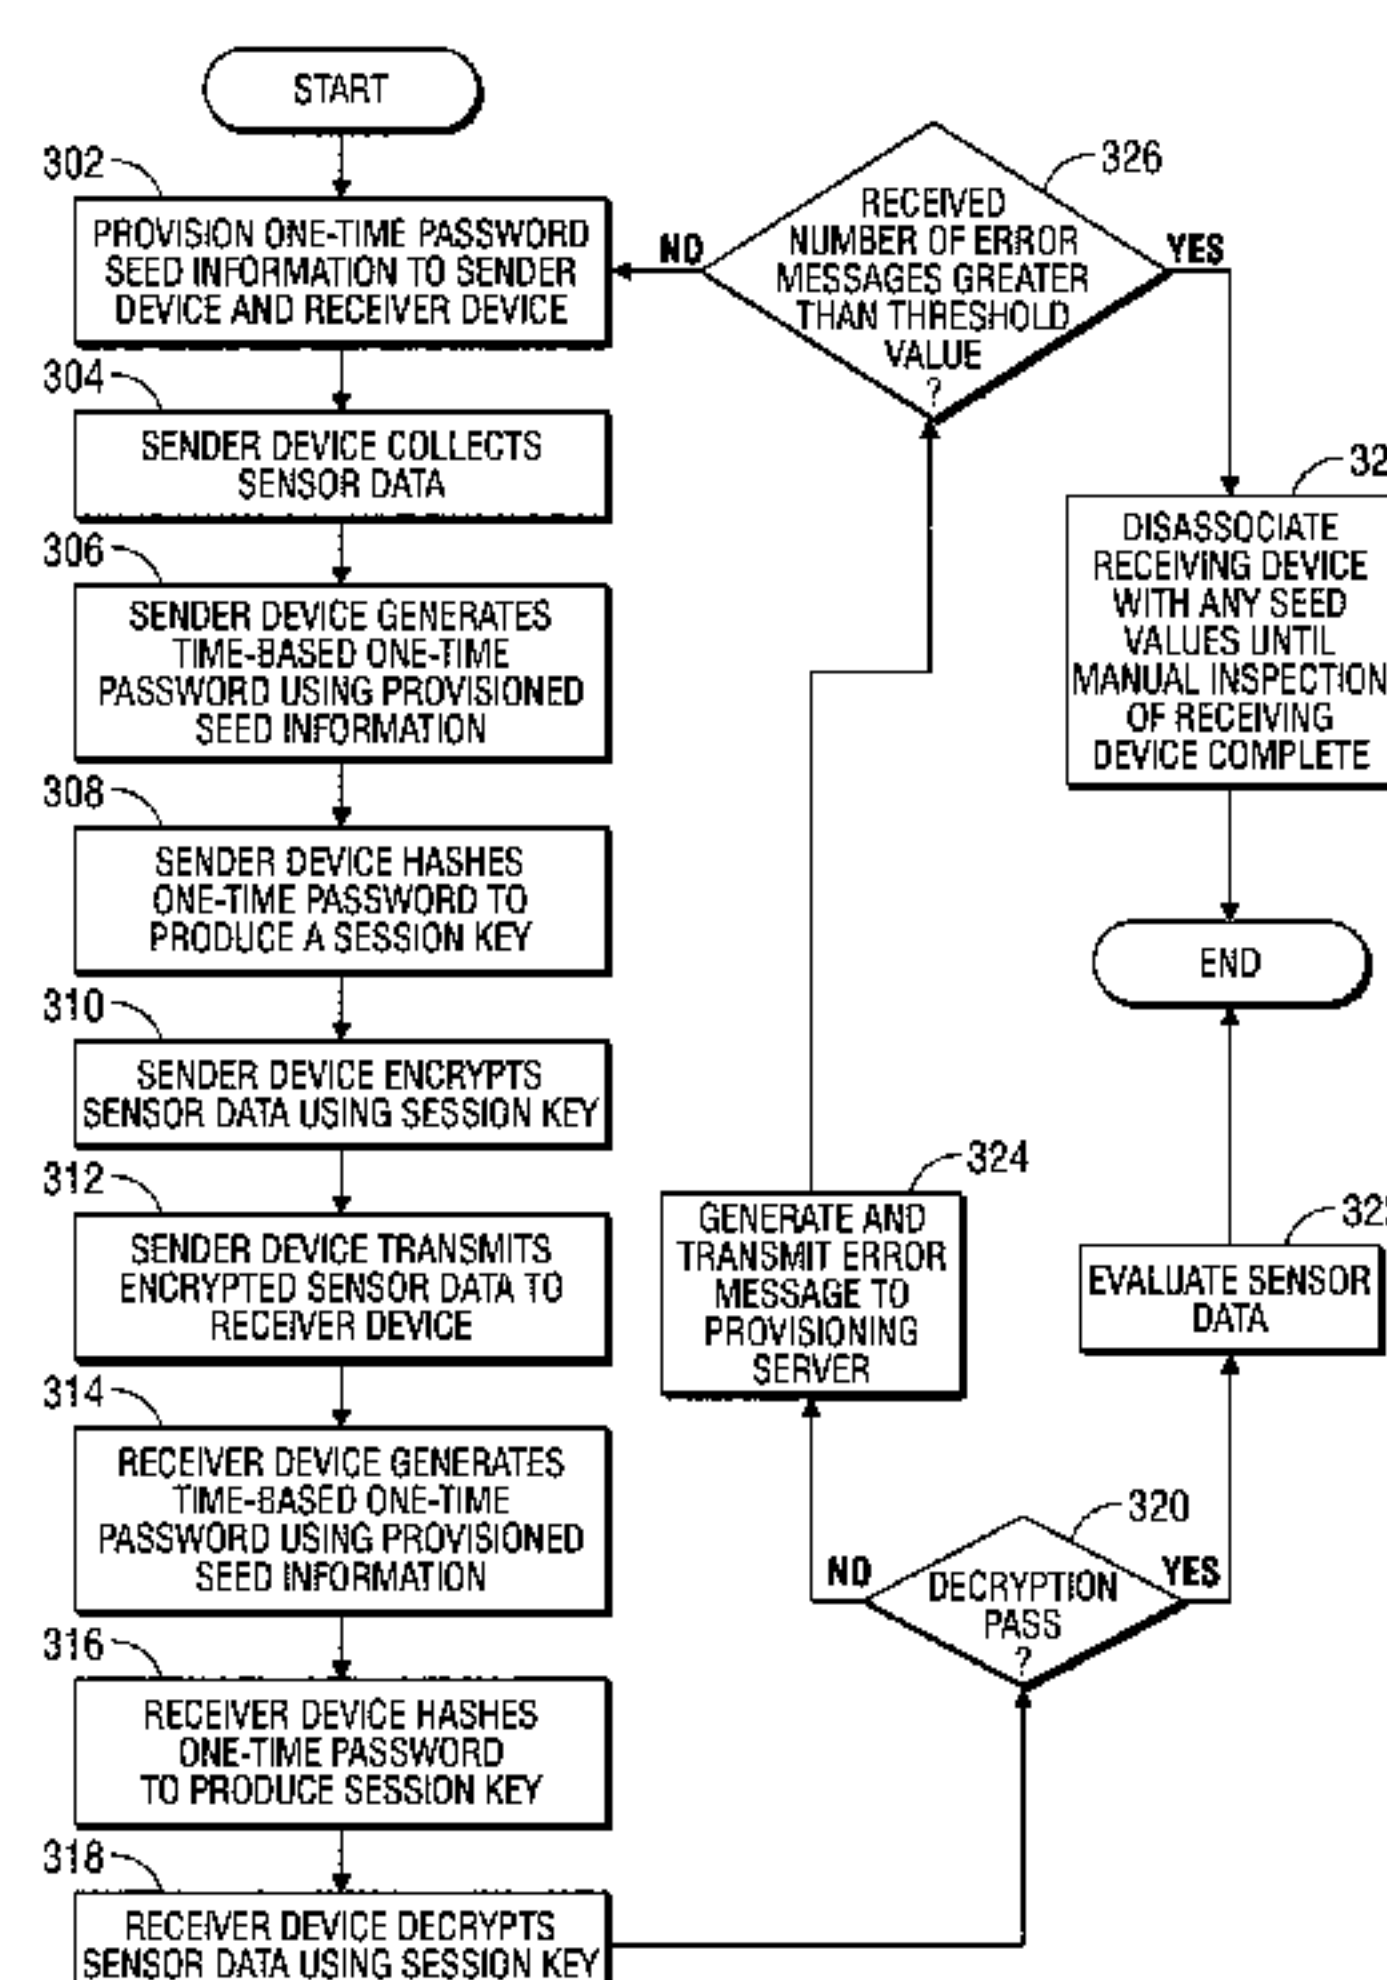 START
302
PROVISION ONE-TIME PASSWORD
SEED INFORMATION TO SENDER
DEVICE AND RECEIVER DEVICE
304
SENDER DEVICE COLLECTS
SENSOR DATA
306
SENDER DEVICE GENERATES
TIME-BASED ONE-TIME
PASSWORD USING PROVISIONED
SEED INFORMATION
308
SENDER DEVICE HASHES
ONE-TIME PASSWORD TO
PRODUCE A SESSION KEY
310
SENDER DEVICE ENCRYPTS
SENSOR DATA USING SESSION KEY
312
SENDER DEVICE TRANSMITS
ENCRYPTED SENSOR DATA TO
RECEIVER DEVICE
314
RECEIVER DEVICE GENERATES
TIME-BASED ONE-TIME
PASSWORD USING PROVISIONED
SEED INFORMATION
316
RECEIVER DEVICE HASHES
ONE-TIME PASSWORD
TO PRODUCE SESSION KEY
318
RECEIVER DEVICE DECRYPTS
SENSOR DATA USING SESSION KEY
320
DECRYPTION
PASS
?
NO
YES
324
GENERATE AND
TRANSMIT ERROR
MESSAGE TO
PROVISIONING
SERVER
EVALUATE SENSOR
DATA
326
RECEIVED
NUMBER OF ERROR
MESSAGES GREATER
THAN THRESHOLD
VALUE
?
NO
YES
DISASSOCIATE
RECEIVING DEVICE
WITH ANY SEED
VALUES UNTIL
MANUAL INSPECTION
OF RECEIVING
DEVICE COMPLETE
END